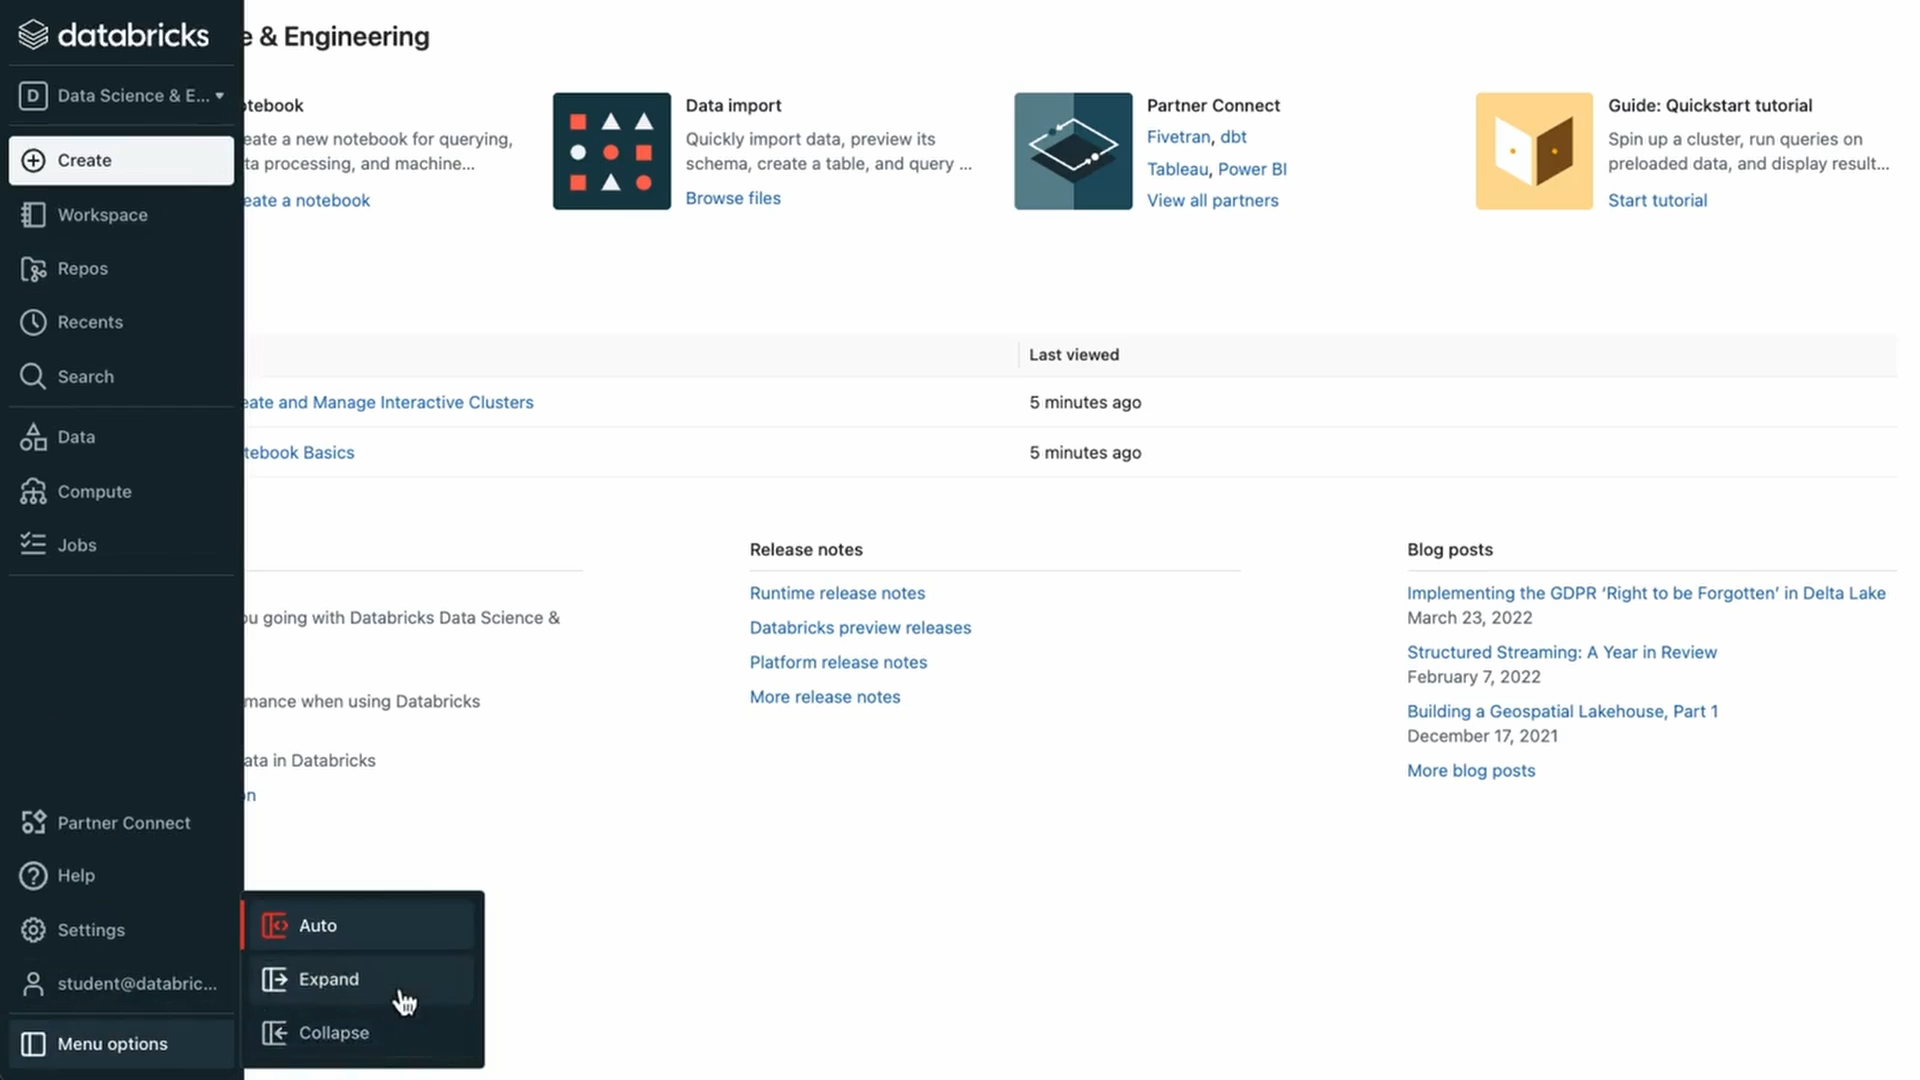 databricks
D Data Science & E...
Create
Workspace
Repos
Recents
Search
Data
Compute
Jobs
Partner Connect
Help
Settings
student@databric...
Menu options
Auto
Expand
Collapse
e & Engineering
otebook
eate a new notebook for querying,
ta processing, and machine...
eate a notebook
Data import
Quickly import data, preview its
schema, create a table, and query ...
Browse files
Partner Connect
Fivetran, dbt
Tableau, Power BI
View all partners
Guide: Quickstart tutorial
Spin up a cluster, run queries on
preloaded data, and display result...
Start tutorial
Last viewed
eate and Manage Interactive Clusters 5 minutes ago
tebook Basics 5 minutes ago
ou going with Databricks Data Science &
mance when using Databricks
ata in Databricks
on
Release notes
Runtime release notes
Databricks preview releases
Platform release notes
More release notes
Blog posts
Implementing the GDPR ‘Right to be Forgotten’ in Delta Lake
March 23, 2022
Structured Streaming: A Year in Review
February 7, 2022
Building a Geospatial Lakehouse, Part 1
December 17, 2021
More blog posts